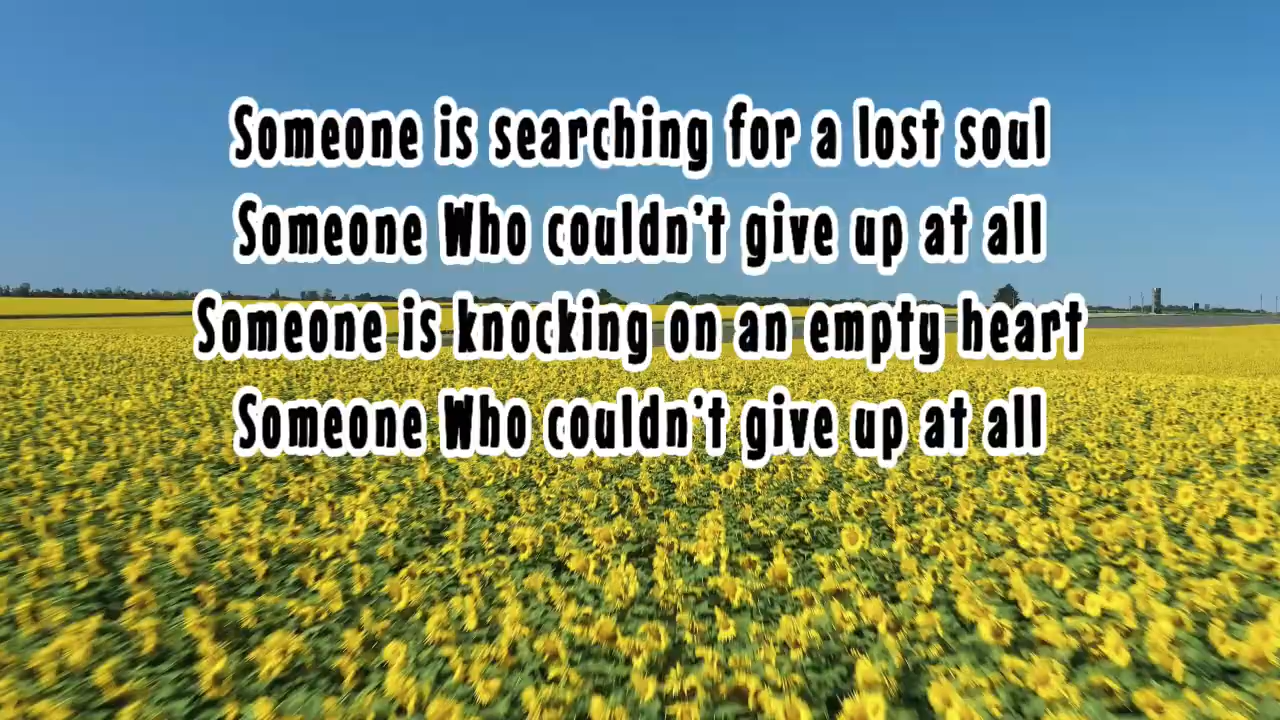 Someone is searching for a lost soul
Someone Who couldn't give up at all
Someone is knocking on an empty heart
Someone Who couldn't give up at all